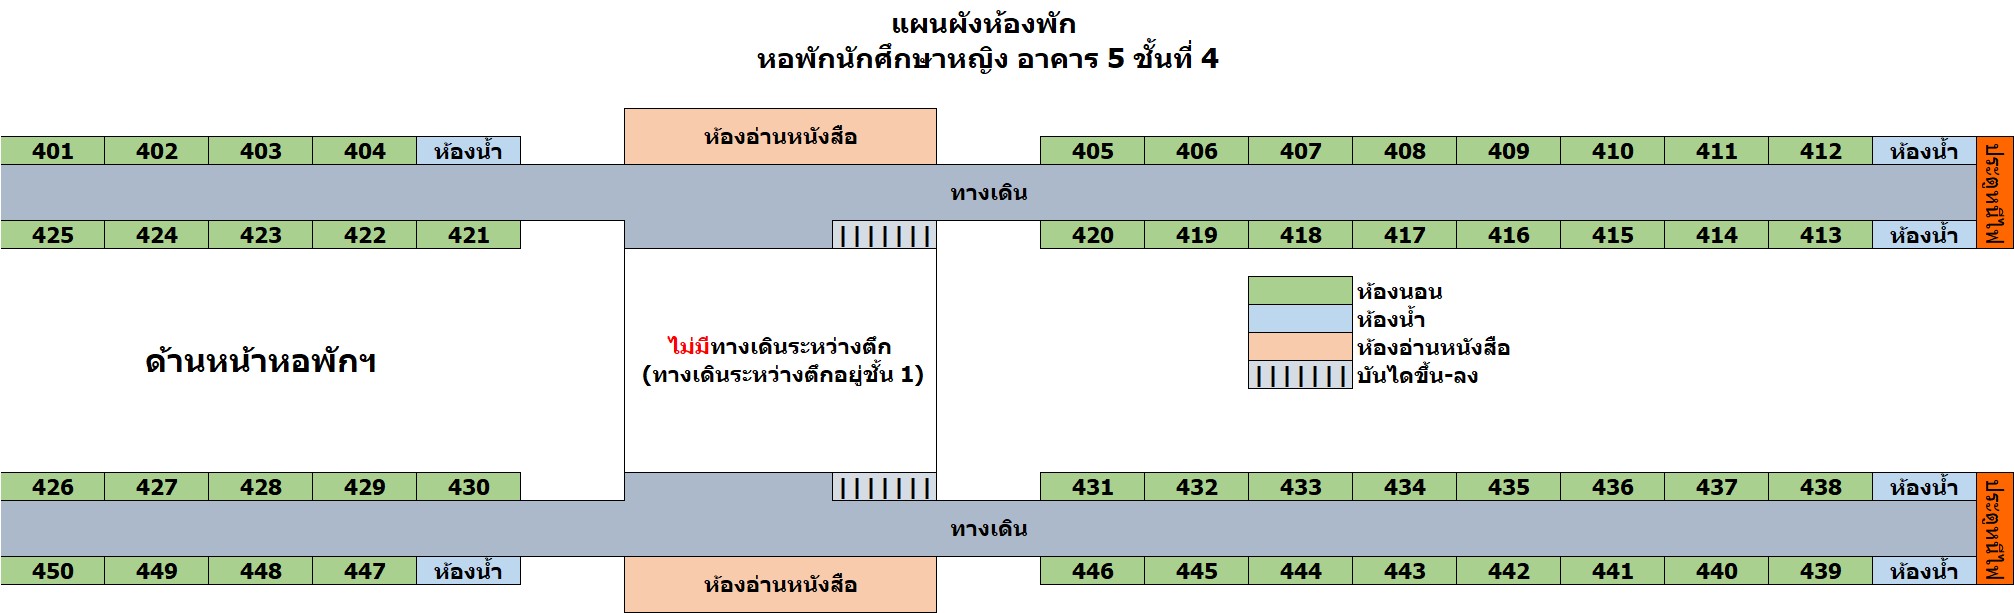 แผนผังห้องพัก
หอพักนักศึกษาหญิง อาคาร 5 ชั้นที่ 4
ห้องอ่านหนังสือ
401 402 403 404 ห้องน้ำ 405 406 407 408 409 410 411 412 ห้องน้ำ
ประตูหนีไฟ
ทางเดิน
425 424 423 422 421 | | | | | | | 420 419 418 417 416 415 414 413 ห้องน้ำ
ห้องนอน
ห้องน้ำ
ห้องอ่านหนังสือ
| | | | | | | บันไดขึ้น-ลง
ไม่มีทางเดินระหว่างตึก
(ทางเดินระหว่างตึกอยู่ชั้น 1)
ด้านหน้าหอพักฯ
426 427 428 429 430 | | | | | | | 431 432 433 434 435 436 437 438 ห้องน้ำ
ประตูหนีไฟ
ทางเดิน
450 449 448 447 ห้องน้ำ 446 445 444 443 442 441 440 439 ห้องน้ำ
ห้องอ่านหนังสือ